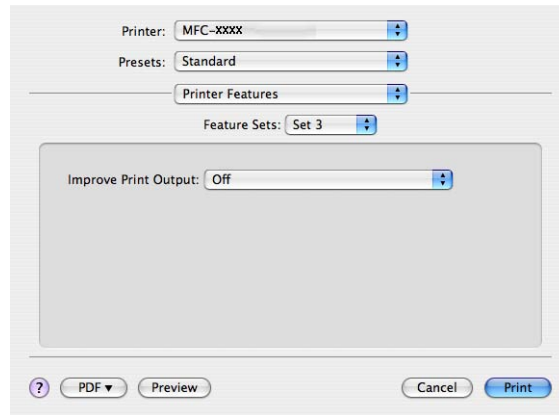 Printer: MFC-XXXX
Presets: Standard
Printer Features
Feature Sets: Set 3
Improve Print Output: Off
? PDF▼ Preview Cancel Print